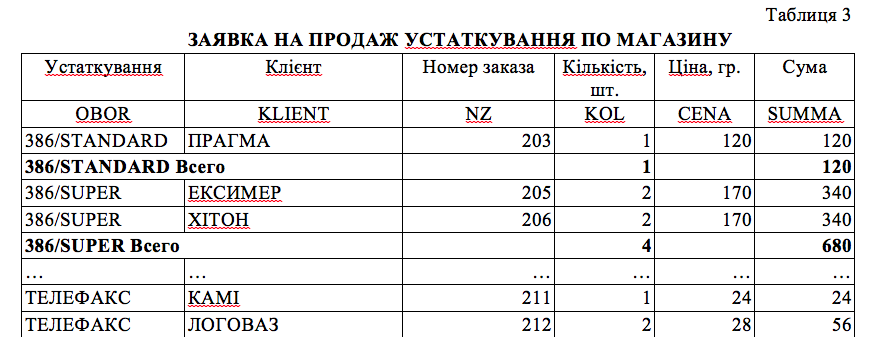 Таблиця 3
ЗАЯВКА НА ПРОДАЖ УСТАТКУВАННЯ ПО МАГАЗИНУ
Устаткування Клієнт Номер заказа Кількість, шт. Ціна, гр. Сума
OBOR KLIENT NZ KOL CENA SUMMA
386/STANDARD ПРАГМА 203 1 120 120
386/STANDARD Всего 1 120
386/SUPER ЕКСИМЕР 205 2 170 340
386/SUPER ХІТОН 206 2 170 340
386/SUPER Всего 4 680
… … … … … …
ТЕЛЕФАКС КАМІ 211 1 24 24
ТЕЛЕФАКС ЛОГОВАЗ 212 2 28 56